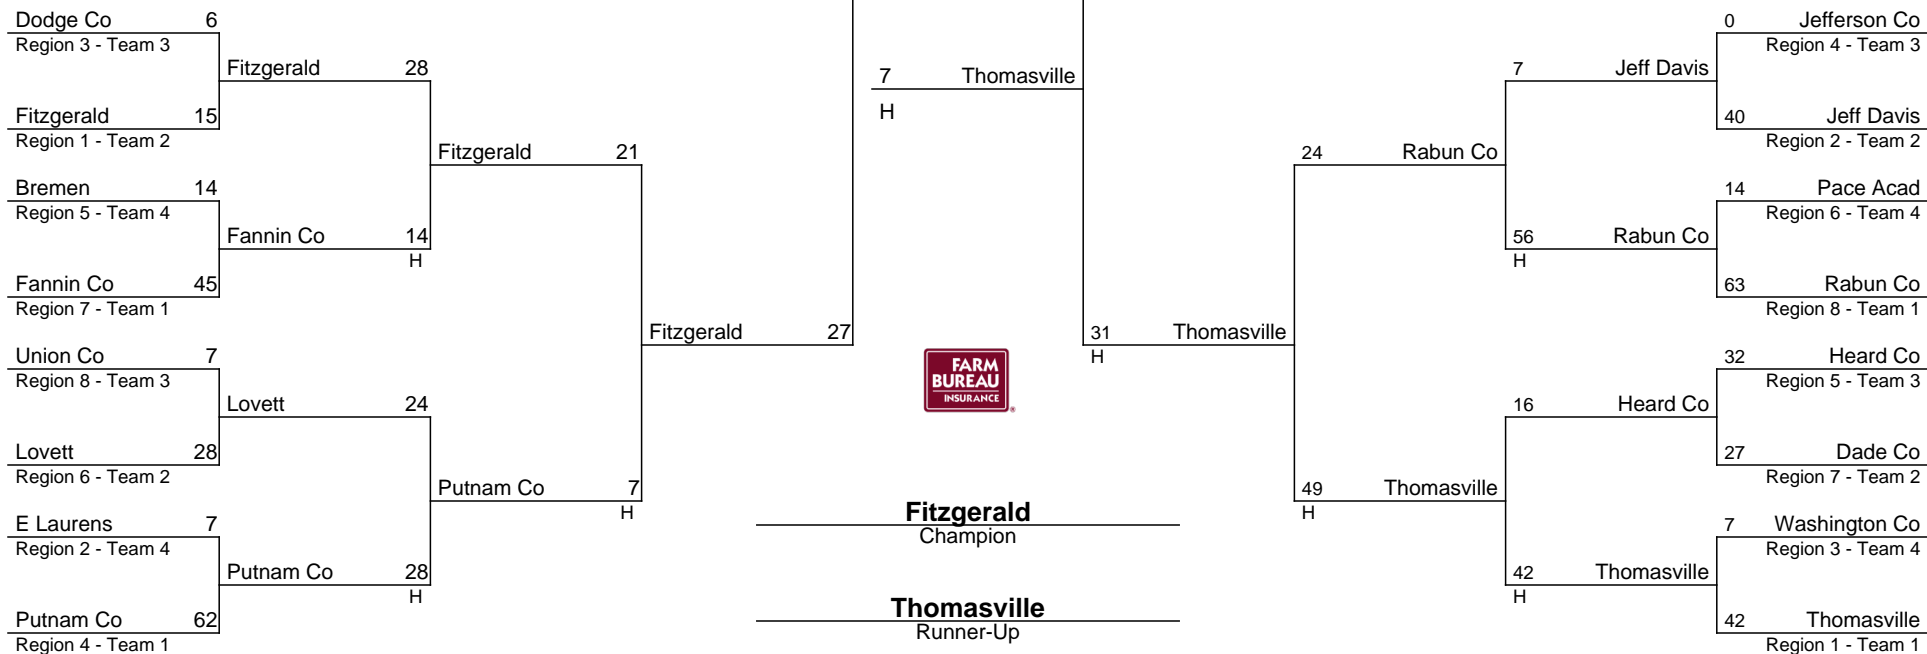 Dodge Co 6
Region 3 - Team 3
Fitzgerald 28
Fitzgerald 15
Region 1 - Team 2
Fitzgerald 21
Bremen 14
Region 5 - Team 4
Fannin Co 14
H
Fannin Co 45
Region 7 - Team 1
Fitzgerald 27
Union Co 7
Region 8 - Team 3
Lovett 24
Lovett 28
Region 6 - Team 2
Putnam Co 7
H
E Laurens 7
Region 2 - Team 4
Putnam Co 28
H
Putnam Co 62
Region 4 - Team 1
7 Thomasville
H
FARM
BUREAU
INSURANCE
®
Fitzgerald
Champion
Thomasville
Runner-Up
0 Jefferson Co
Region 4 - Team 3
7 Jeff Davis
40 Jeff Davis
Region 2 - Team 2
24 Rabun Co
14 Pace Acad
Region 6 - Team 4
56 Rabun Co
H
63 Rabun Co
Region 8 - Team 1
31 Thomasville
H
32 Heard Co
Region 5 - Team 3
16 Heard Co
27 Dade Co
Region 7 - Team 2
49 Thomasville
H
7 Washington Co
Region 3 - Team 4
42 Thomasville
H
42 Thomasville
Region 1 - Team 1